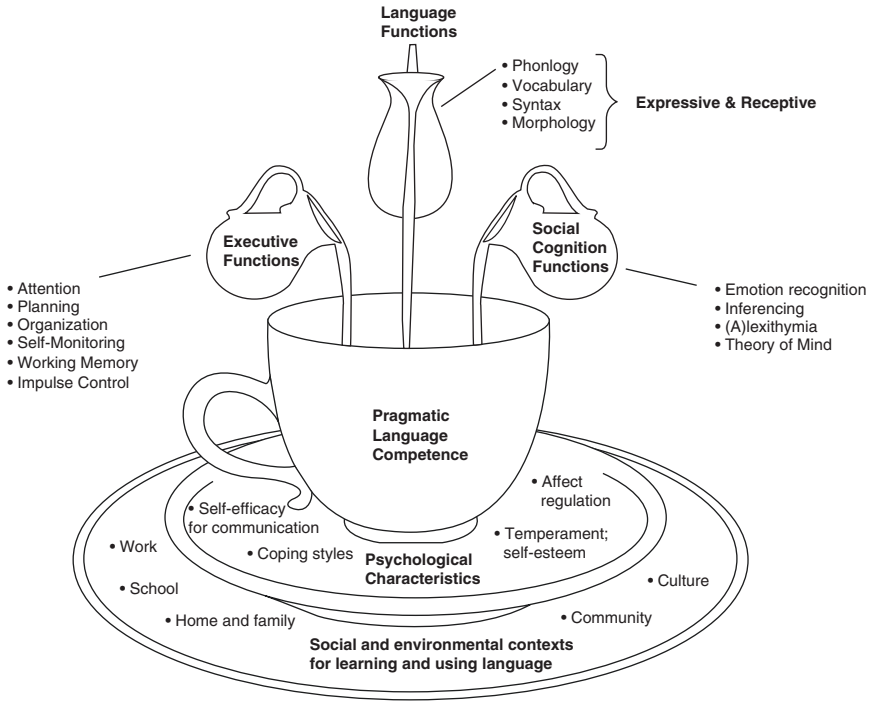 Language
Functions
• Phonlogy
• Vocabulary
• Syntax
• Morphology
Expressive & Receptive
Executive
Functions
Social
Cognition
Functions
• Attention
• Planning
• Organization
• Self-Monitoring
• Working Memory
• Impulse Control
• Emotion recognition
• Inferencing
• (A)lexithymia
• Theory of Mind
Pragmatic
Language
Competence
• Self-efficacy
for communication
• Coping styles
• Affect
regulation
• Temperament;
self-esteem
Psychological
Characteristics
• Work
• School
• Home and family
• Culture
• Community
Social and environmental contexts
for learning and using language